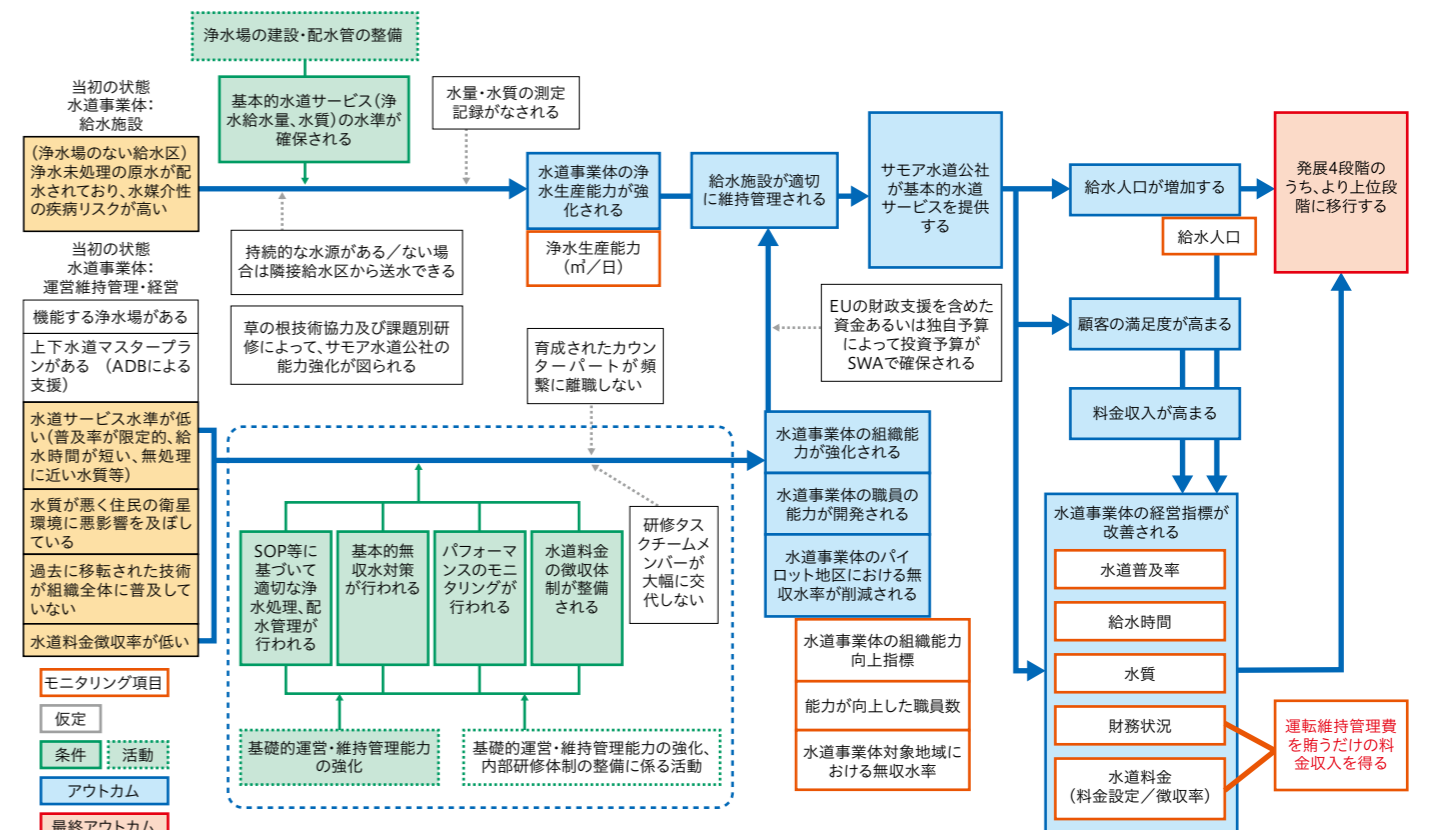 浄水場の建設・配水管の整備
当初の状態
水道事業体：
給水施設
基本的水道サービス（浄
水給水量、水質）の水準が
確保される
水量・水質の測定
記録がなされる
（浄水場のない給水区）
浄水未処理の原水が配
水されており、水媒介性
の疾病リスクが高い
水道事業体の浄
水生産能力が強
化される
浄水生産能力
（㎥／日）
給水施設が適切
に維持管理される
サモア水道公社
が基本的水道
サービスを提供
する
給水人口が増加する
給水人口
発展4段階の
うち、より上位段
階に移行する
持続的な水源がある／ない場
合は隣接給水区から送水できる
草の根技術協力及び課題別研
修によって、サモア水道公社の
能力強化が図られる
育成されたカウン
ターパートが頻
繁に離職しない
EUの財政支援を含めた
資金あるいは独自予算
によって投資予算が
SWAで確保される
顧客の満足度が高まる
料金収入が高まる
当初の状態
水道事業体：
運営維持管理・経営
機能する浄水場がある
上下水道マスタープラ
ンがある （ADBによる
支援）
水道サービス水準が低
い（普及率が限定的、給
水時間が短い、無処理
に近い水質等）
水質が悪く住民の衛星
環境に悪影響を及ぼし
ている
過去に移転された技術
が組織全体に普及して
いない
水道料金徴収率が低い
SOP等に
基づいて
適切な浄
水処理、配
水管理が
行われる
基本的無
収水対策
が行われる
パフォーマ
ンスのモニ
タリングが
行われる
水道料金
の徴収体
制が整備
される
研修タス
クチームメ
ンバーが
大幅に交
代しない
基礎的運営・維持管理能力
の強化
基礎的運営・維持管理能力の強化、
内部研修体制の整備に係る活動
水道事業体の組織能
力が強化される
水道事業体の職員の
能力が開発される
水道事業体のパイ
ロット地区における無
収水率が削減される
水道事業体の組織能力
向上指標
能力が向上した職員数
水道事業体対象地域に
おける無収水率
水道事業体の経営指標が
改善される
水道普及率
給水時間
水質
財務状況
水道料金
（料金設定／徴収率）
運転維持管理費
を賄うだけの料
金収入を得る
モニタリング項目
仮定
条件
活動
アウトカム
最終アウトカム